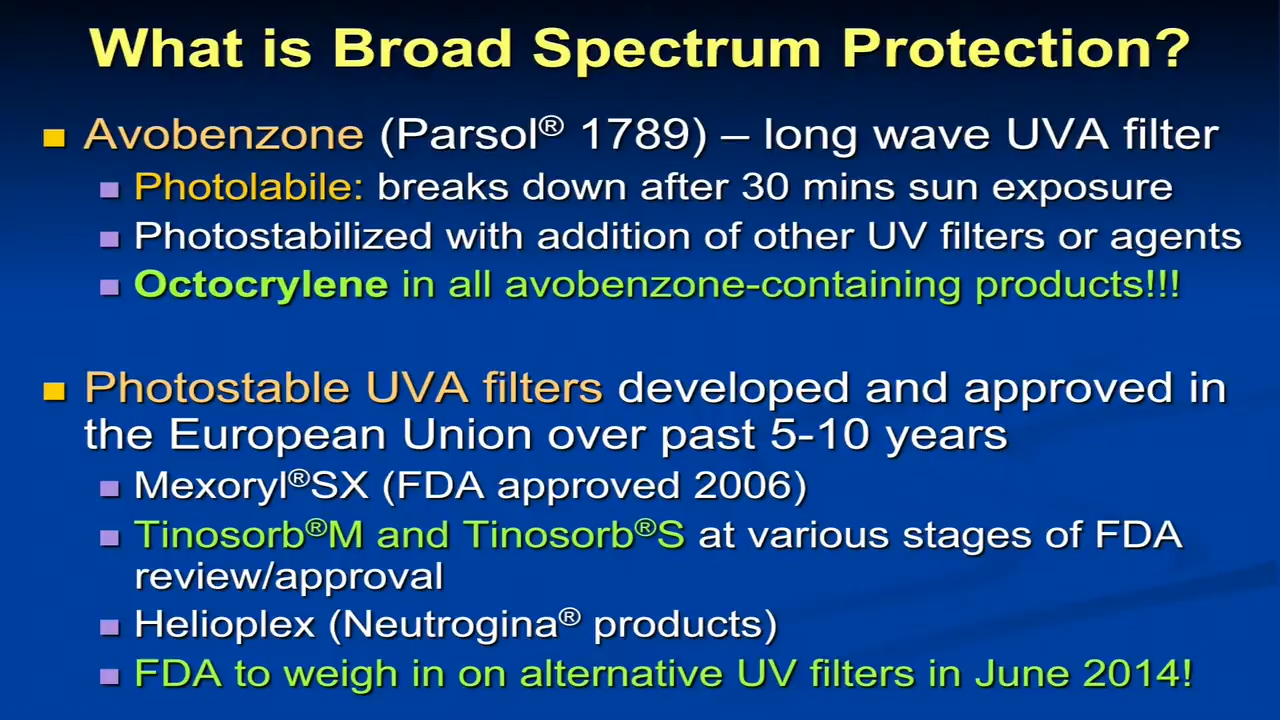 What is Broad Spectrum Protection?
Avobenzone (Parsol® 1789) – long wave UVA filter
Photolabile: breaks down after 30 mins sun exposure
Photostabilized with addition of other UV filters or agents
Octocrylene in all avobenzone-containing products!!!
Photostable UVA filters developed and approved in
the European Union over past 5-10 years
Mexoryl®SX (FDA approved 2006)
Tinosorb®M and Tinosorb®S at various stages of FDA
review/approval
Helioplex (Neutrogina® products)
FDA to weigh in on alternative UV filters in June 2014!